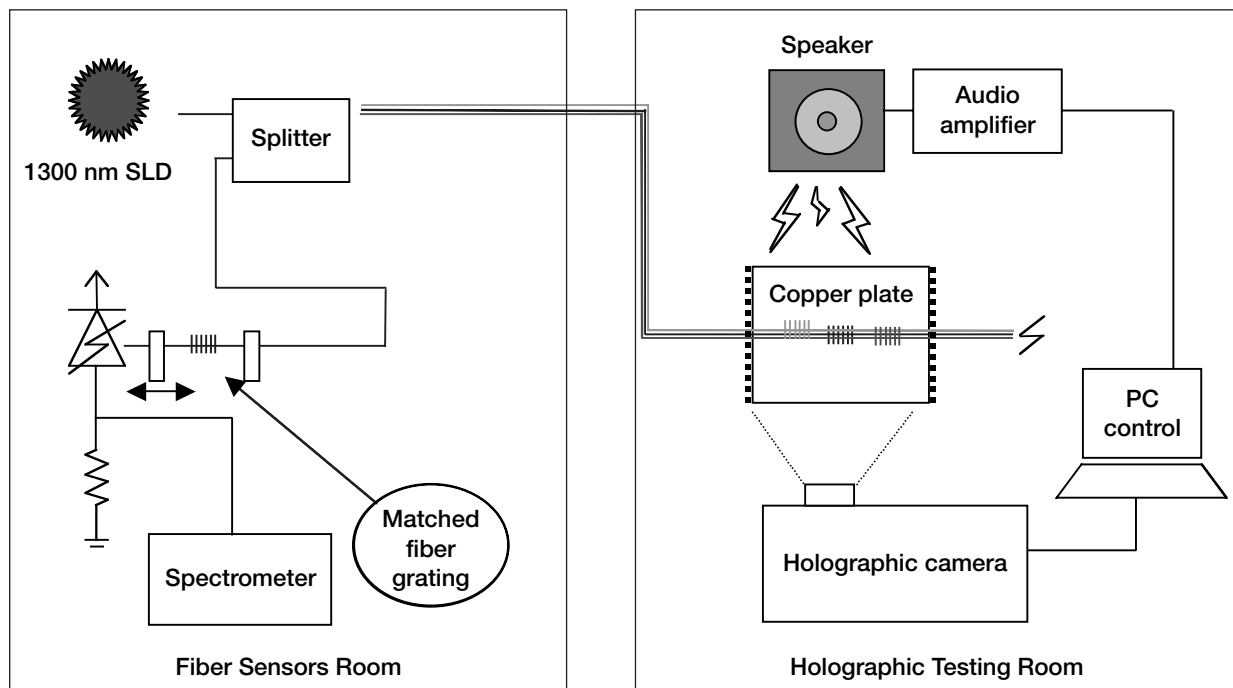 1300 nm SLD
Splitter
Matched
fiber
grating
Spectrometer
Fiber Sensors Room
Speaker
Audio
amplifier
Copper plate
PC
control
Holographic camera
Holographic Testing Room